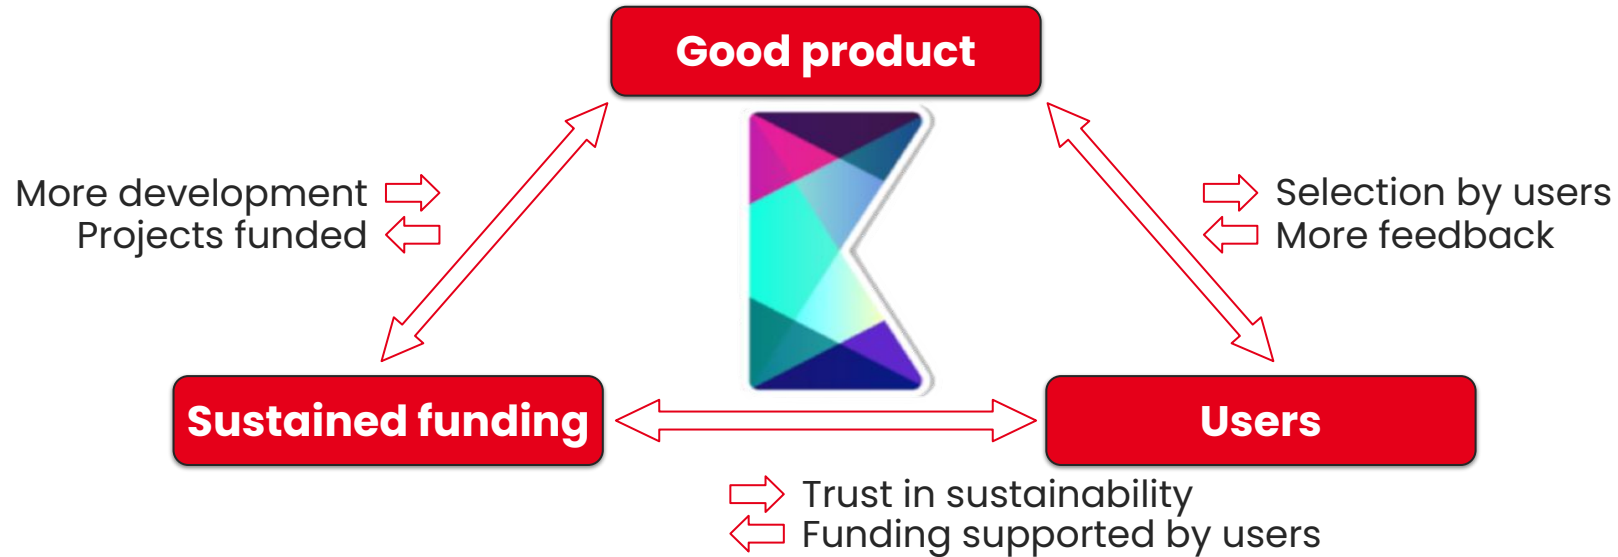 Good product
More development
Projects funded
Selection by users
More feedback
Sustained funding
Users
Trust in sustainability
Funding supported by users